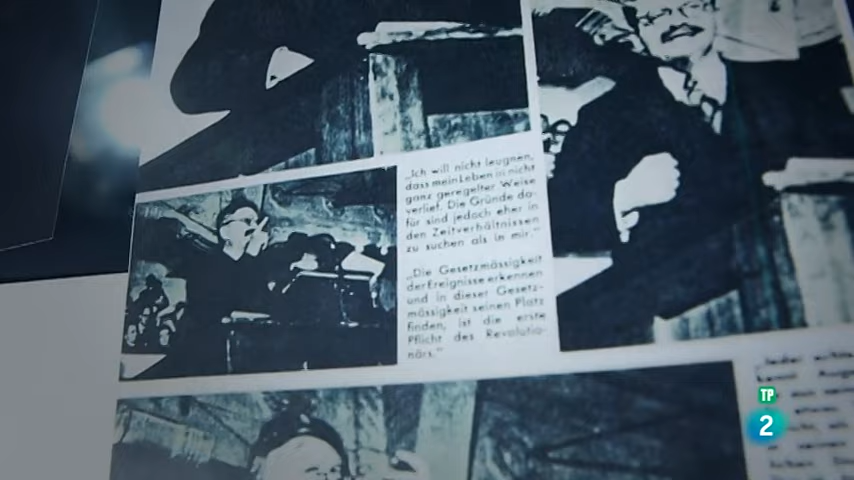 „Ich will nicht leugnen,
dass mein Leben in nicht
ganz geregelter Weise
verlief. Die Gründe da-
für sind jedoch eher in
den Zeitverhältnissen
zu suchen als in mir."
„Die Gesetzmässigkeit
der Ereignisse erkennen
und in dieser Gesetz-
mässigkeit seinen Platz
finden, ist die erste
Pflicht des Revolutio-
närs."
TP
2